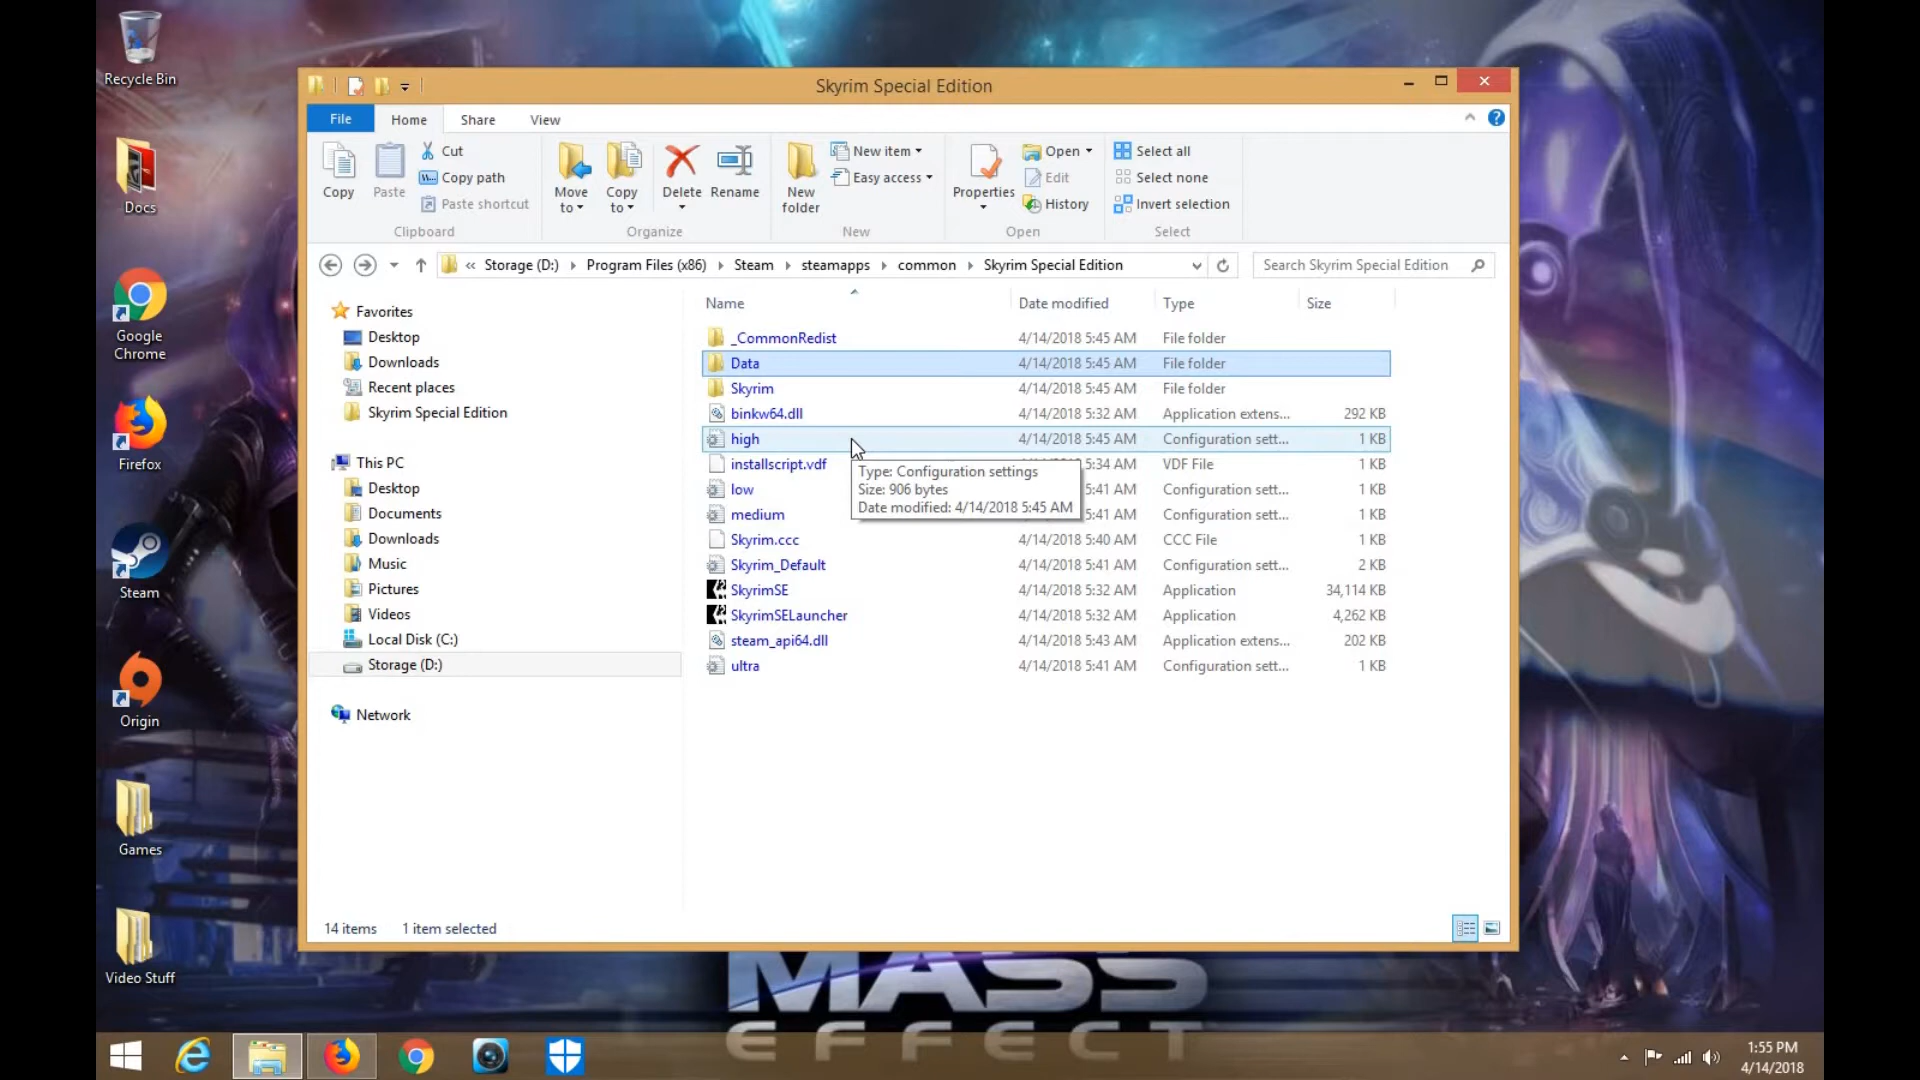 Recycle Bin
Docs
Google
Chrome
Firefox
Steam
Origin
Games
Video Stuff
Skyrim Special Edition
File Home Share View
Copy
Paste
Cut
Copy path
Paste shortcut
Clipboard
Move to
Copy to
Delete
Rename
Organize
New folder
New item
Easy access
New
Properties
Open
Edit
History
Open
Select all
Select none
Invert selection
Select
« Storage (D:) Program Files (x86) Steam steamapps common Skyrim Special Edition
Search Skyrim Special Edition
Favorites
Desktop
Downloads
Recent places
Skyrim Special Edition
This PC
Desktop
Documents
Downloads
Music
Pictures
Videos
Local Disk (C:)
Storage (D:)
Network
Name Date modified Type Size
_CommonRedist 4/14/2018 5:45 AM File folder
Data 4/14/2018 5:45 AM File folder
Skyrim 4/14/2018 5:45 AM File folder
binkw64.dll 4/14/2018 5:32 AM Application extens... 292 KB
high 4/14/2018 5:45 AM Configuration sett... 1 KB
installscript.vdf 5:34 AM VDF File 1 KB
low 5:41 AM Configuration sett... 1 KB
medium 5:41 AM Configuration sett... 1 KB
Skyrim.ccc 4/14/2018 5:40 AM CCC File 1 KB
Skyrim_Default 4/14/2018 5:41 AM Configuration sett... 2 KB
SkyrimSE 4/14/2018 5:32 AM Application 34,114 KB
SkyrimSELauncher 4/14/2018 5:32 AM Application 4,262 KB
steam_api64.dll 4/14/2018 5:43 AM Application extens... 202 KB
ultra 4/14/2018 5:41 AM Configuration sett... 1 KB
Type: Configuration settings
Size: 906 bytes
Date modified: 4/14/2018 5:45 AM
14 items 1 item selected
MASS
EFFECT
1:55 PM
4/14/2018